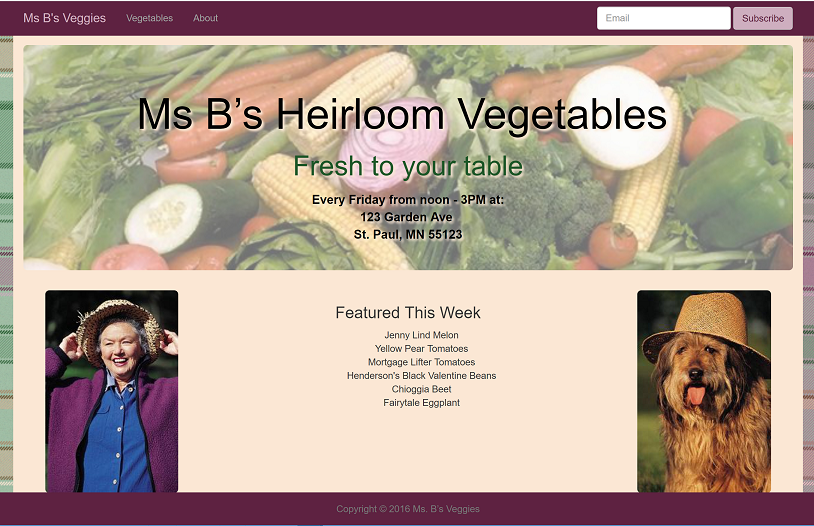 Ms B's Veggies Vegetables About Email Subscribe
Ms B’s Heirloom Vegetables
Fresh to your table
Every Friday from noon - 3PM at:
123 Garden Ave
St. Paul, MN 55123
Featured This Week
Jenny Lind Melon
Yellow Pear Tomatoes
Mortgage Lifter Tomatoes
Henderson's Black Valentine Beans
Chioggia Beet
Fairytale Eggplant
Copyright © 2016 Ms. B's Veggies